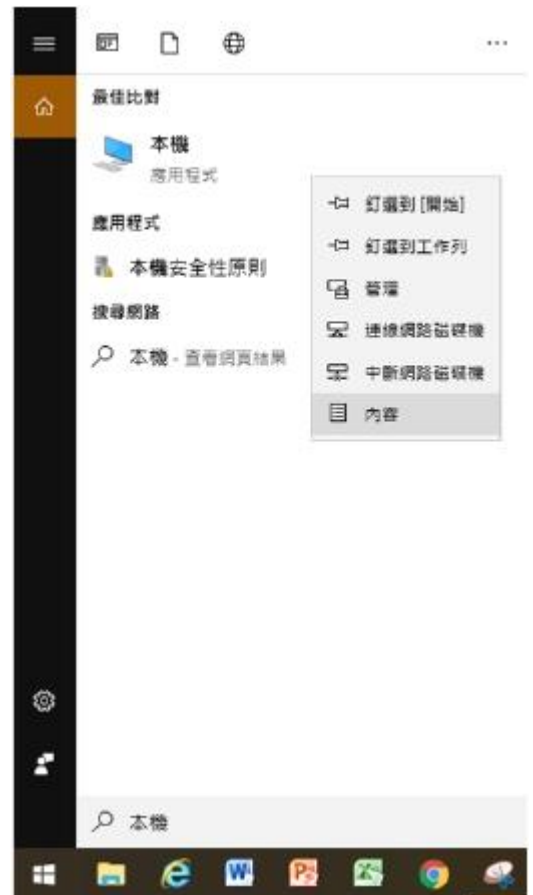 最佳比對
本機
應用程式
應用程式
本機安全性原則
搜尋網路
本機 - 查看網頁結果
釘選到 [開始]
釘選到工作列
管理
連線網路磁碟機
中斷網路磁碟機
內容
本機